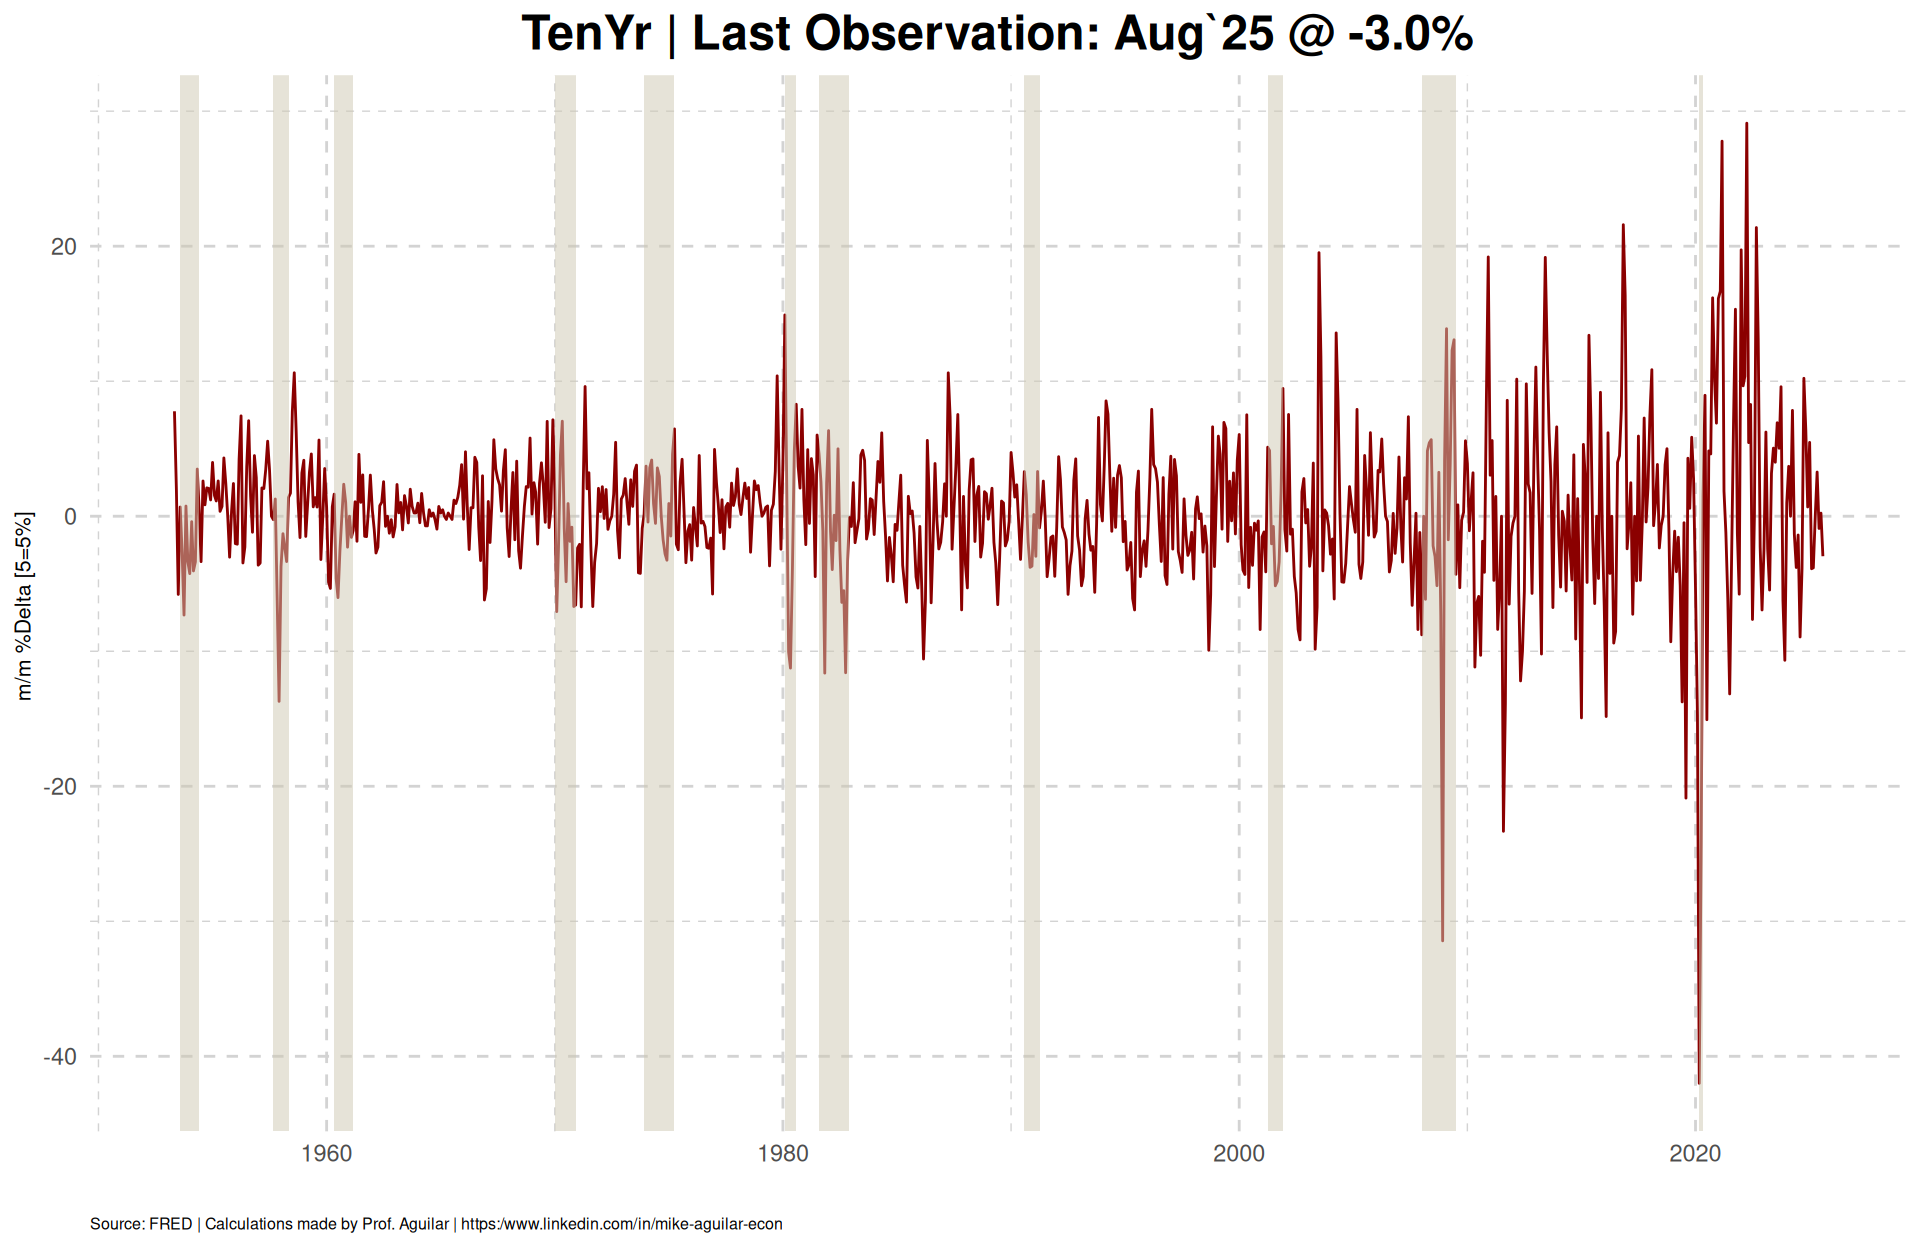 TenYr | Last Observation: Aug`25 @ -3.0%
m/m %Delta [5=5%]
20
0
-20
-40
1960
1980
2000
2020
Source: FRED | Calculations made by Prof. Aguilar | https:/www.linkedin.com/in/mike-aguilar-econ